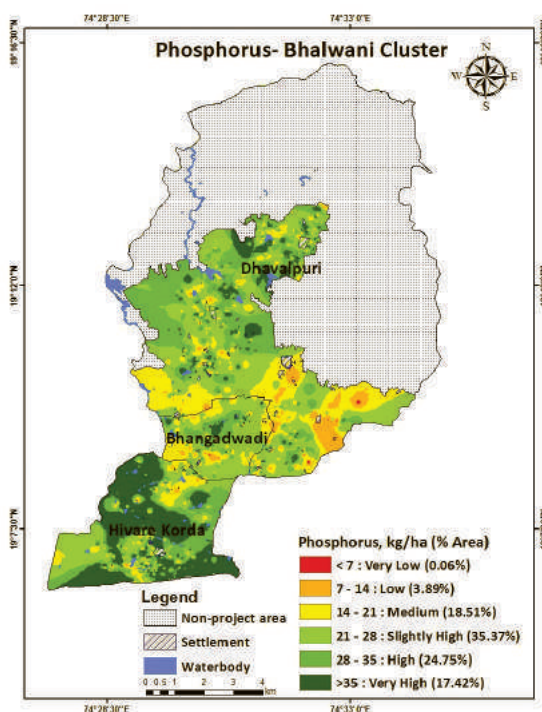 74°28'30"E 74°33'0"E
Phosphorus- Bhalwani Cluster
N
W E
S
Dhavalpuri
Bhangadwadi
19°7'30"N
Hivare Korda
Phosphorus, kg/ha (% Area)
< 7 : Very Low (0.06%)
7 - 14 : Low (3.89%)
14 - 21 : Medium (18.51%)
21 - 28 : Slightly High (35.37%)
28 - 35 : High (24.75%)
>35 : Very High (17.42%)
Legend
Non-project area
Settlement
Waterbody
0 0.5 1 2 3 4
km
74°28'30"E 74°33'0"E